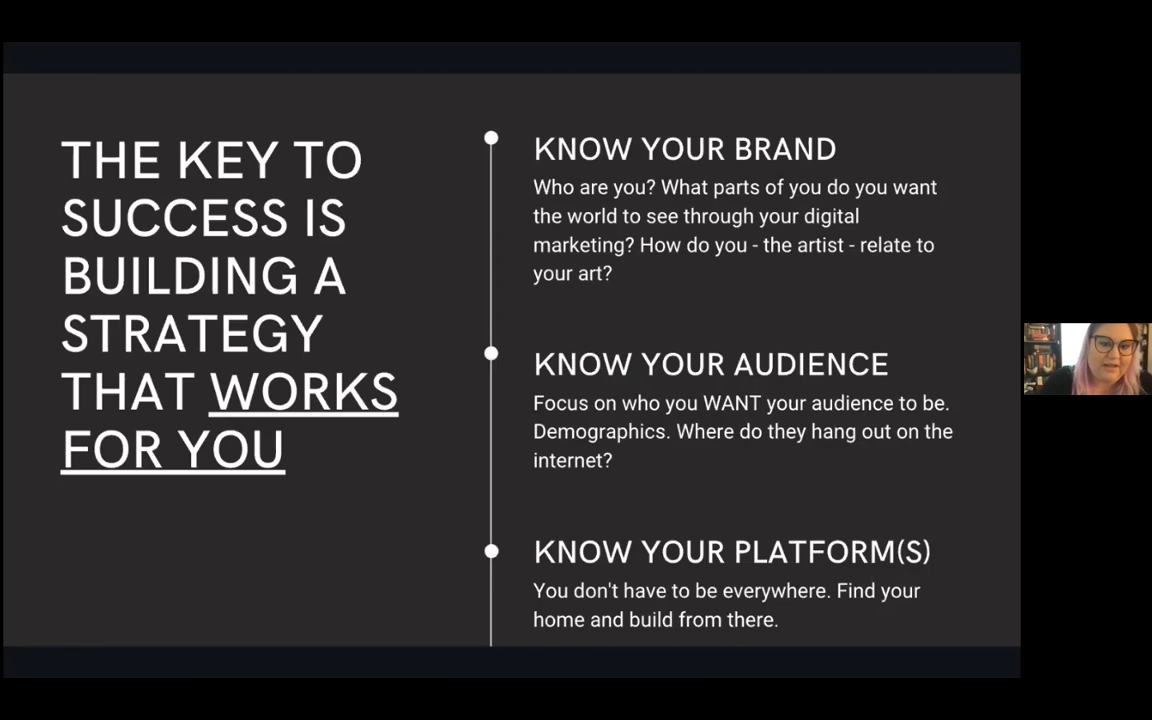 THE KEY TO
SUCCESS IS
BUILDING A
STRATEGY
THAT WORKS
FOR YOU
KNOW YOUR BRAND
Who are you? What parts of you do you want
the world to see through your digital
marketing? How do you - the artist - relate to
your art?
KNOW YOUR AUDIENCE
Focus on who you WANT your audience to be.
Demographics. Where do they hang out on the
internet?
KNOW YOUR PLATFORM(S)
You don't have to be everywhere. Find your
home and build from there.